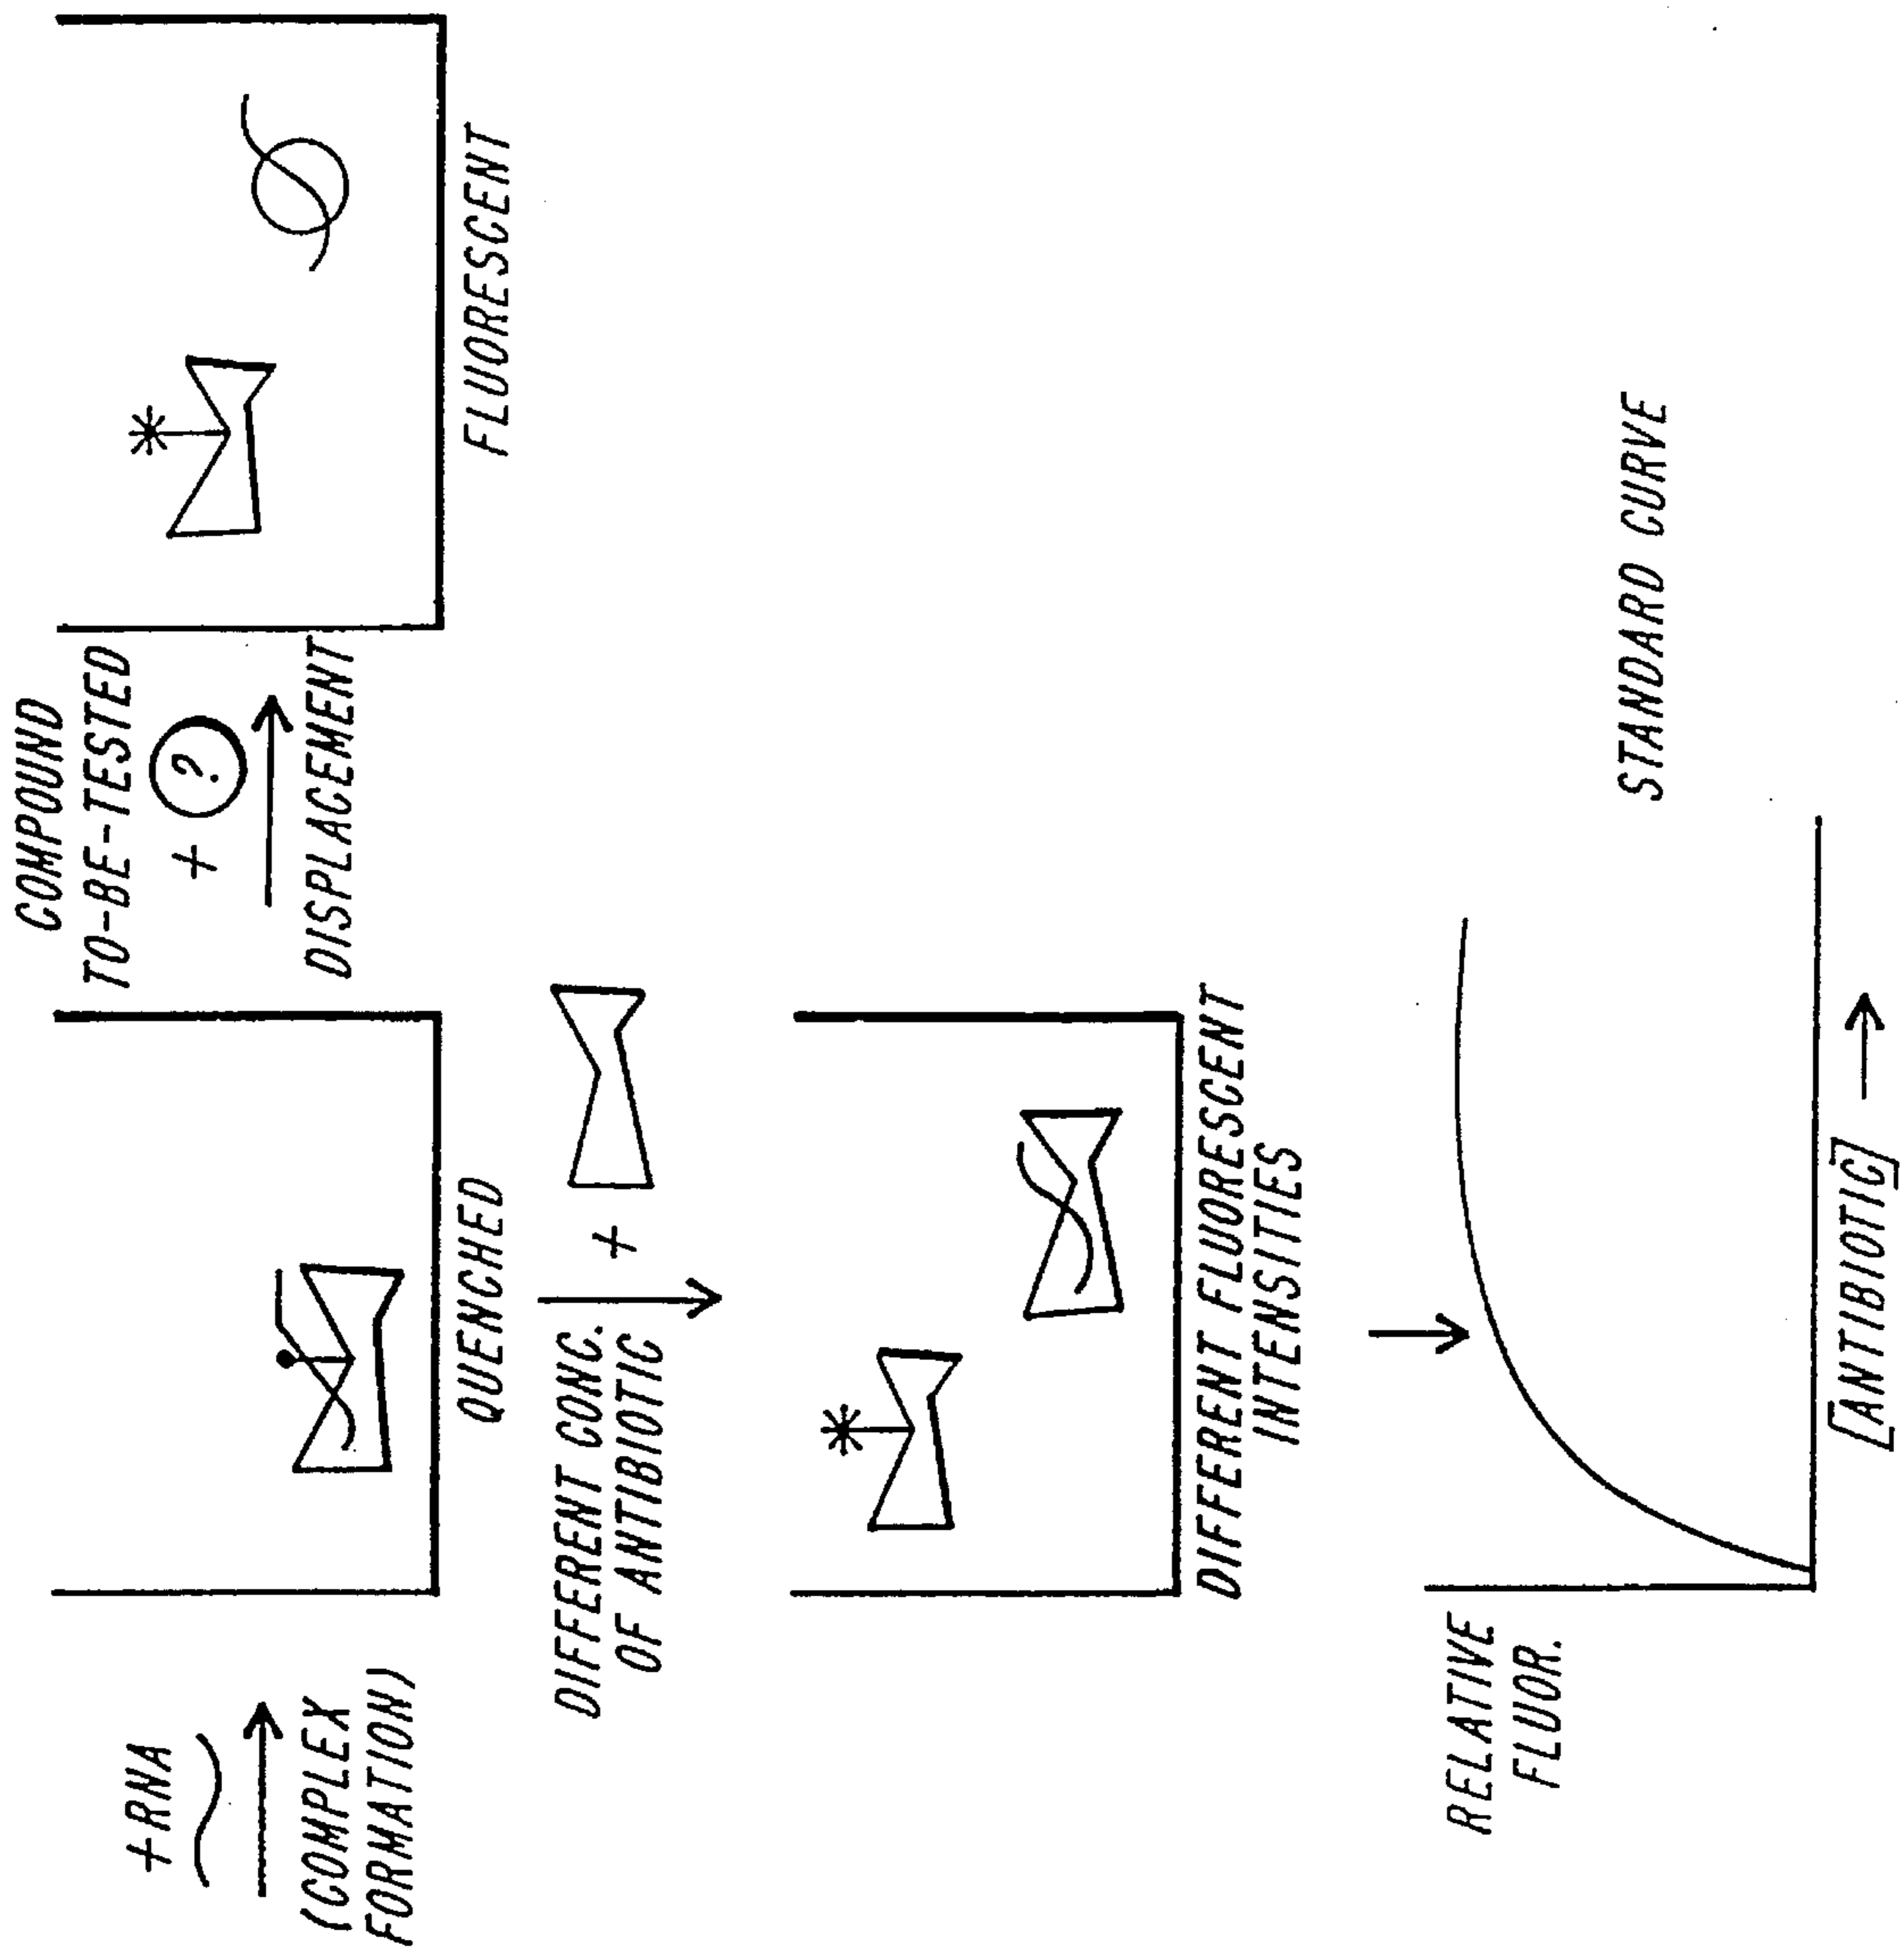 +RNA
(COMPLEX
FORMATION)
QUENCHED
COMPOUND
TO-BE-TESTED
+ ?
DISPLACEMENT
FLUORESCENT
DIFFERENT CONC.
OF ANTIBIOTIC
+
DIFFERENT FLUORESCENT
INTENSITIES
RELATIVE
FLUOR.
[ANTIBIOTIC]
STANDARD CURVE